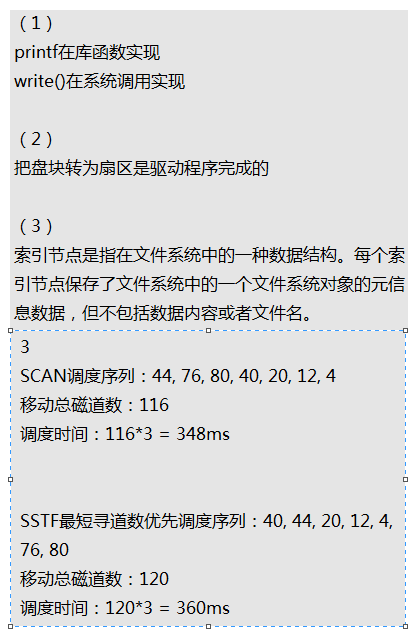 （1）
printf在库函数实现
write()在系统调用实现
（2）
把盘块转为扇区是驱动程序完成的
（3）
索引节点是指在文件系统中的一种数据结构。每个索
引节点保存了文件系统中的一个文件系统对象的元信
息数据，但不包括数据内容或者文件名。
3
SCAN调度序列：44, 76, 80, 40, 20, 12, 4
移动总磁道数：116
调度时间：116*3 = 348ms
SSTF最短寻道数优先调度序列：40, 44, 20, 12, 4,
76, 80
移动总磁道数：120
调度时间：120*3 = 360ms